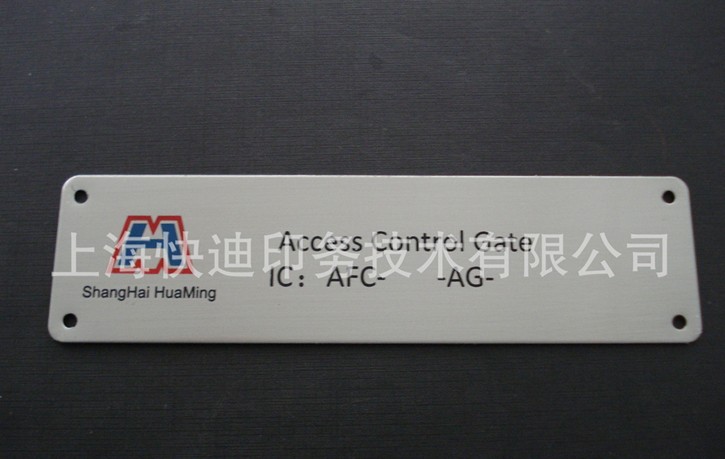 Access Control Gate
上海快迪印务技术有限公司
IC: AFC-    -AG-
ShangHai HuaMing